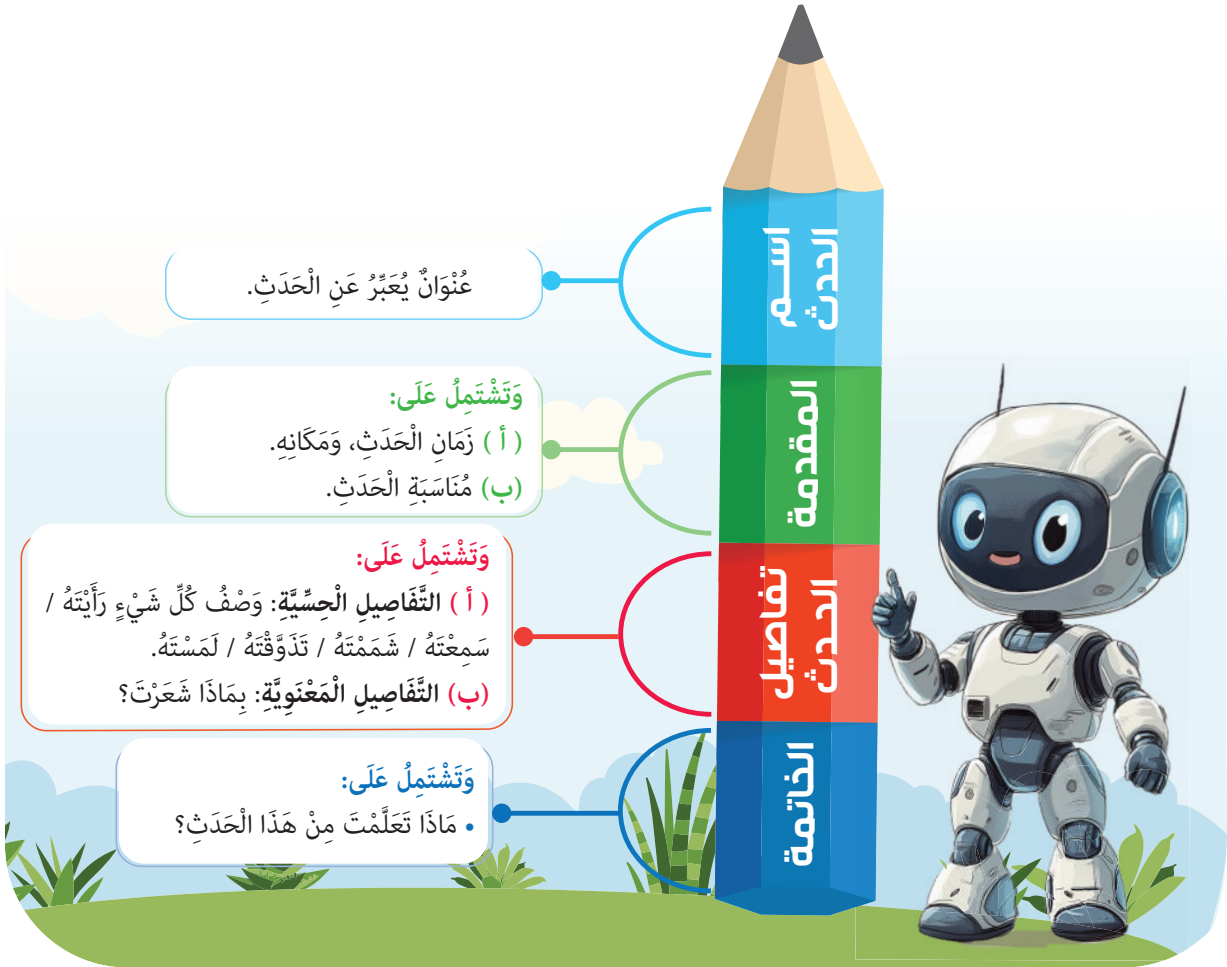 اسم
الحدث
عُنْوَانٌ يُعَبِّرُ عَنِ الْحَدَثِ.
المقدمة
وَتَشْتَمِلُ عَلَى:
( أ ) زَمَانِ الْحَدَثِ، وَمَكَانِهِ.
(ب) مُنَاسَبَةِ الْحَدَثِ.
تفاصيل
الحدث
وَتَشْتَمِلُ عَلَى:
( أ ) التَّفَاصِيلِ الْحِسِّيَّةِ: وَصْفُ كُلِّ شَيْءٍ رَأَيْتَهُ /
سَمِعْتَهُ / شَمَمْتَهُ / تَذَوَّقْتَهُ / لَمَسْتَهُ.
(ب) التَّفَاصِيلِ الْمَعْنَوِيَّةِ: بِمَاذَا شَعَرْتَ؟
الخاتمة
وَتَشْتَمِلُ عَلَى:
• مَاذَا تَعَلَّمْتَ مِنْ هَذَا الْحَدَثِ؟